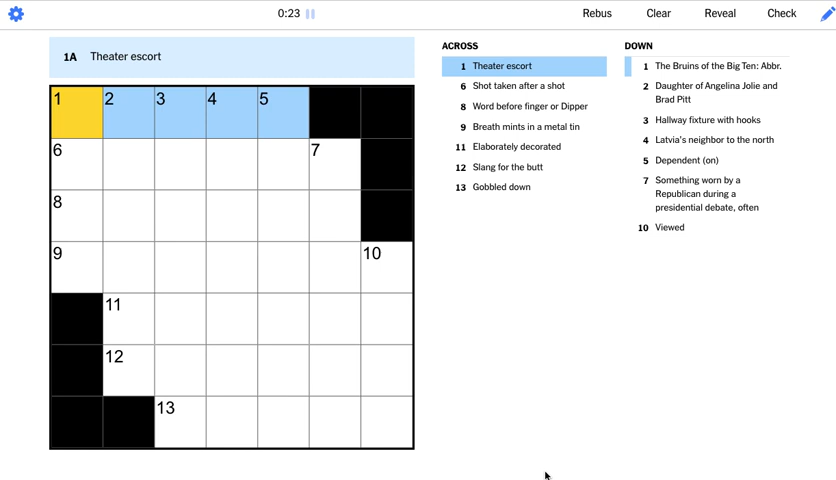 0:23
Rebus
Clear
Reveal
Check
1A Theater escort
1 2 3 4 5
6 7
8
9 10
11
12
13
ACROSS
1 Theater escort
6 Shot taken after a shot
8 Word before finger or Dipper
9 Breath mints in a metal tin
11 Elaborately decorated
12 Slang for the butt
13 Gobbled down
DOWN
1 The Bruins of the Big Ten: Abbr.
2 Daughter of Angelina Jolie and
Brad Pitt
3 Hallway fixture with hooks
4 Latvia's neighbor to the north
5 Dependent (on)
7 Something worn by a
Republican during a
presidential debate, often
10 Viewed